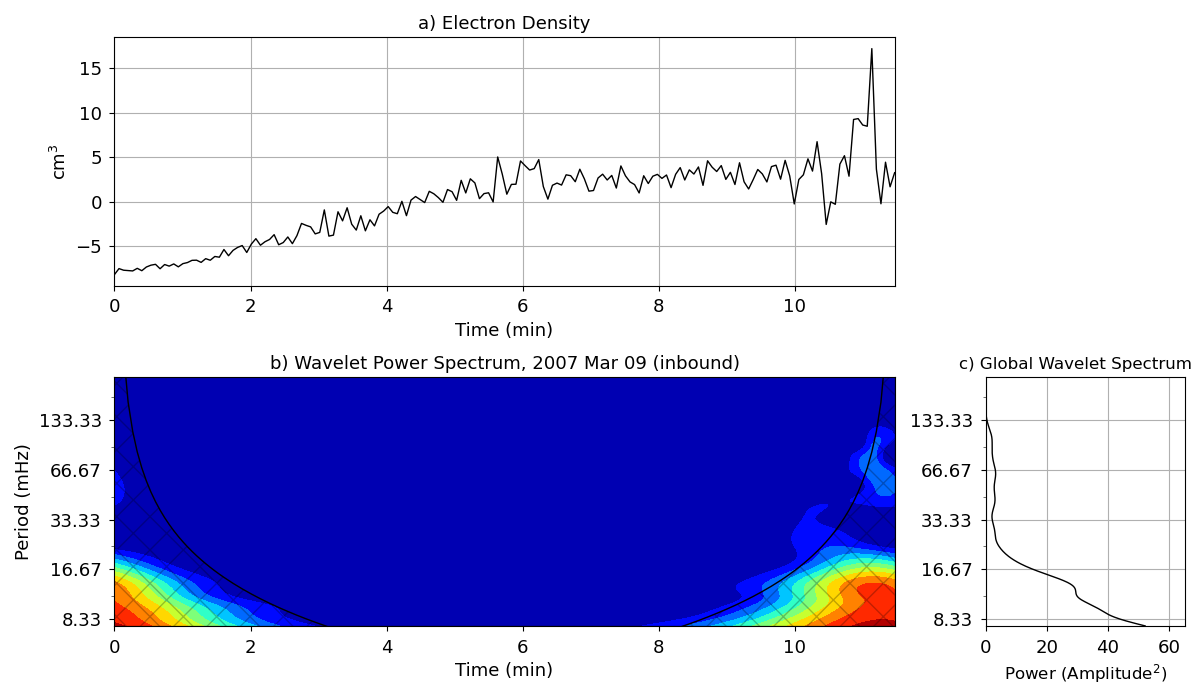 a) Electron Density
cm³
15
10
5
0
−5
0 2 4 6 8 10
Time (min)
b) Wavelet Power Spectrum, 2007 Mar 09 (inbound)
Period (mHz)
133.33
66.67
33.33
16.67
8.33
0 2 4 6 8 10
Time (min)
c) Global Wavelet Spectrum
133.33
66.67
33.33
16.67
8.33
0 20 40 60
Power (Amplitude²)